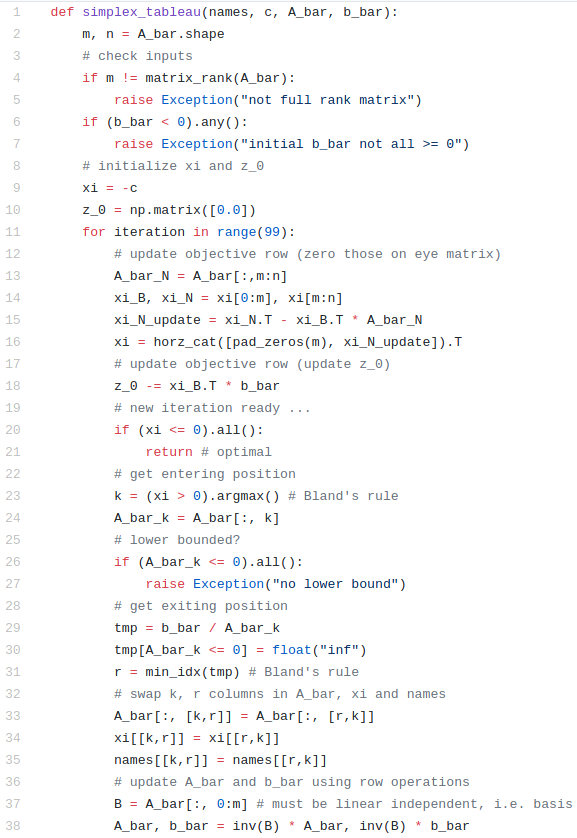 1 def simplex_tableau(names, c, A_bar, b_bar):
2     m, n = A_bar.shape
3     # check inputs
4     if m != matrix_rank(A_bar):
5         raise Exception("not full rank matrix")
6     if (b_bar < 0).any():
7         raise Exception("initial b_bar not all >= 0")
8     # initialize xi and z_0
9     xi = -c
10     z_0 = np.matrix([0.0])
11     for iteration in range(99):
12         # update objective row (zero those on eye matrix)
13         A_bar_N = A_bar[:,m:n]
14         xi_B, xi_N = xi[0:m], xi[m:n]
15         xi_N_update = xi_N.T - xi_B.T * A_bar_N
16         xi = horz_cat([pad_zeros(m), xi_N_update]).T
17         # update objective row (update z_0)
18         z_0 -= xi_B.T * b_bar
19         # new iteration ready ...
20         if (xi <= 0).all():
21             return # optimal
22         # get entering position
23         k = (xi > 0).argmax() # Bland's rule
24         A_bar_k = A_bar[:, k]
25         # lower bounded?
26         if (A_bar_k <= 0).all():
27             raise Exception("no lower bound")
28         # get exiting position
29         tmp = b_bar / A_bar_k
30         tmp[A_bar_k <= 0] = float("inf")
31         r = min_idx(tmp) # Bland's rule
32         # swap k, r columns in A_bar, xi and names
33         A_bar[:, [k,r]] = A_bar[:, [r,k]]
34         xi[[k,r]] = xi[[r,k]]
35         names[[k,r]] = names[[r,k]]
36         # update A_bar and b_bar using row operations
37         B = A_bar[:, 0:m] # must be linear independent, i.e. basis
38         A_bar, b_bar = inv(B) * A_bar, inv(B) * b_bar